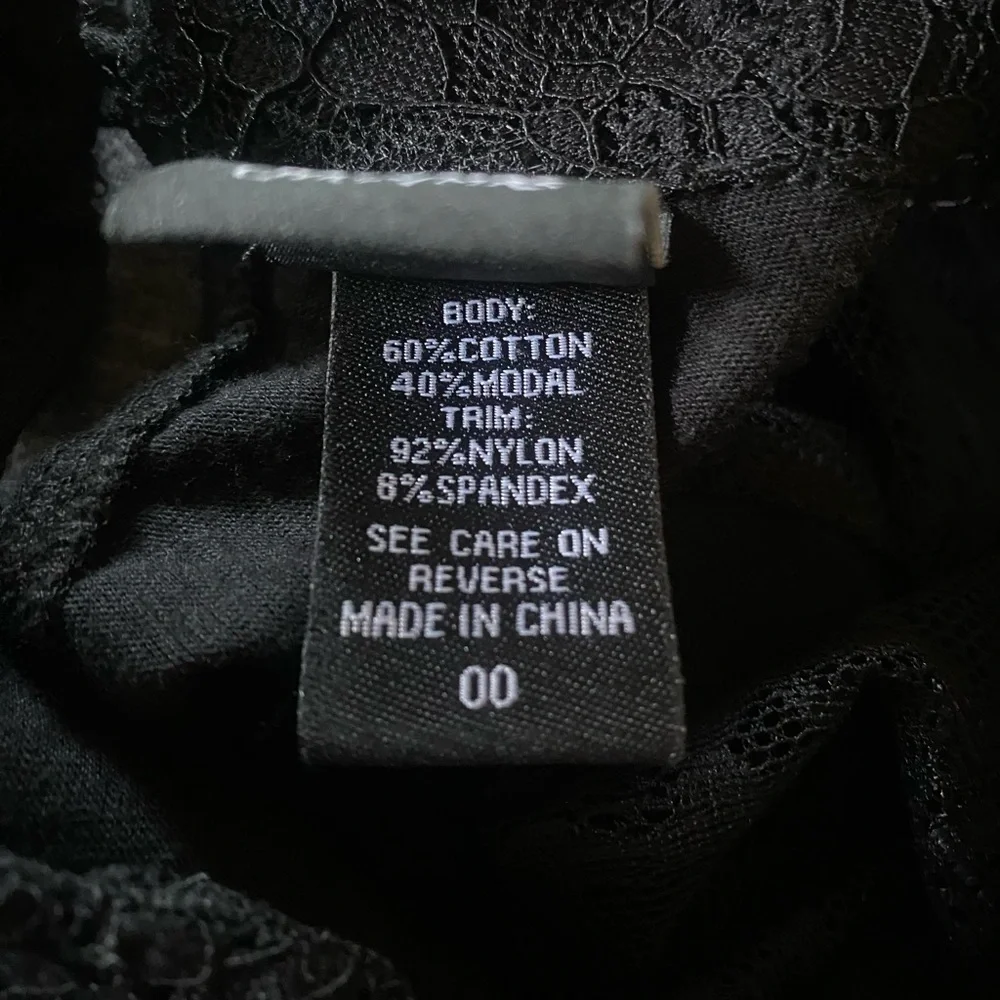 BODY:
60%COTTON
40%MODAL
TRIM:
92%NYLON
8%SPANDEX
SEE CARE ON
REVERSE
MADE IN CHINA
00